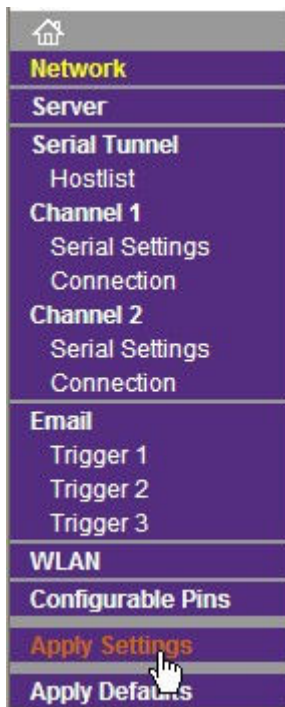 Network
Server
Serial Tunnel
Hostlist
Channel 1
Serial Settings
Connection
Channel 2
Serial Settings
Connection
Email
Trigger 1
Trigger 2
Trigger 3
WLAN
Configurable Pins
Apply Settings
Apply Defaults